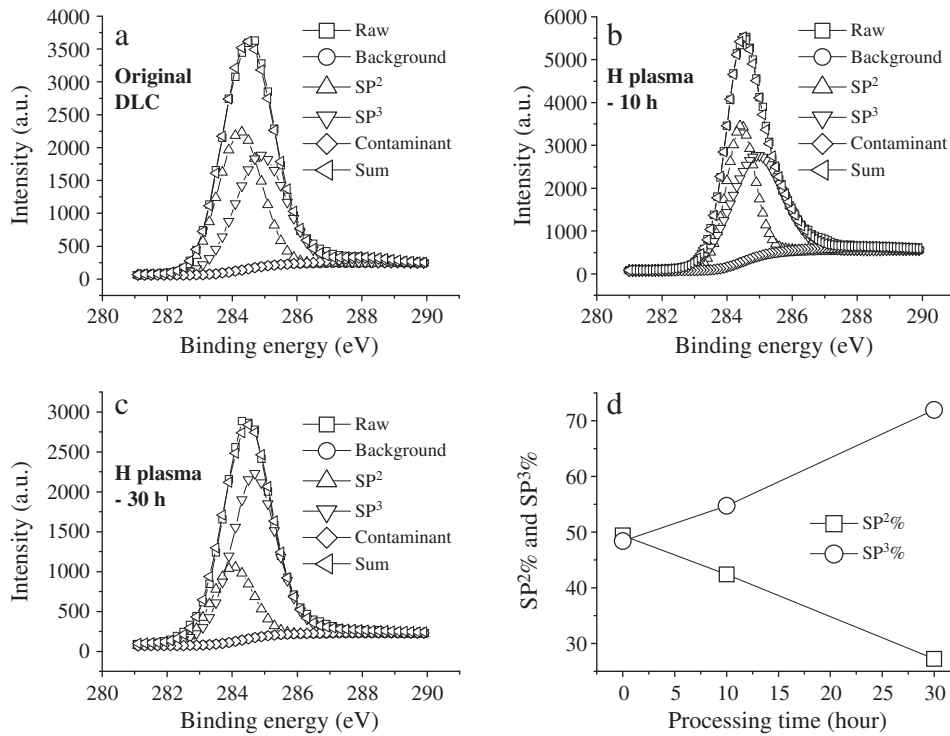 a
Original
DLC
Raw
Background
SP²
SP³
Contaminant
Sum
4000
3500
3000
2500
2000
1500
1000
500
0
Intensity (a.u.)
280 282 284 286 288 290
Binding energy (eV)
b
H plasma
- 10 h
Raw
Background
SP²
SP³
Contaminant
Sum
6000
5000
4000
3000
2000
1000
0
Intensity (a.u.)
280 282 284 286 288 290
Binding energy (eV)
c
H plasma
- 30 h
Raw
Background
SP²
SP³
Contaminant
Sum
3000
2500
2000
1500
1000
500
0
Intensity (a.u.)
280 282 284 286 288 290
Binding energy (eV)
d
SP²%
SP³%
70
60
50
40
30
SP²% and SP³%
0 5 10 15 20 25 30
Processing time (hour)